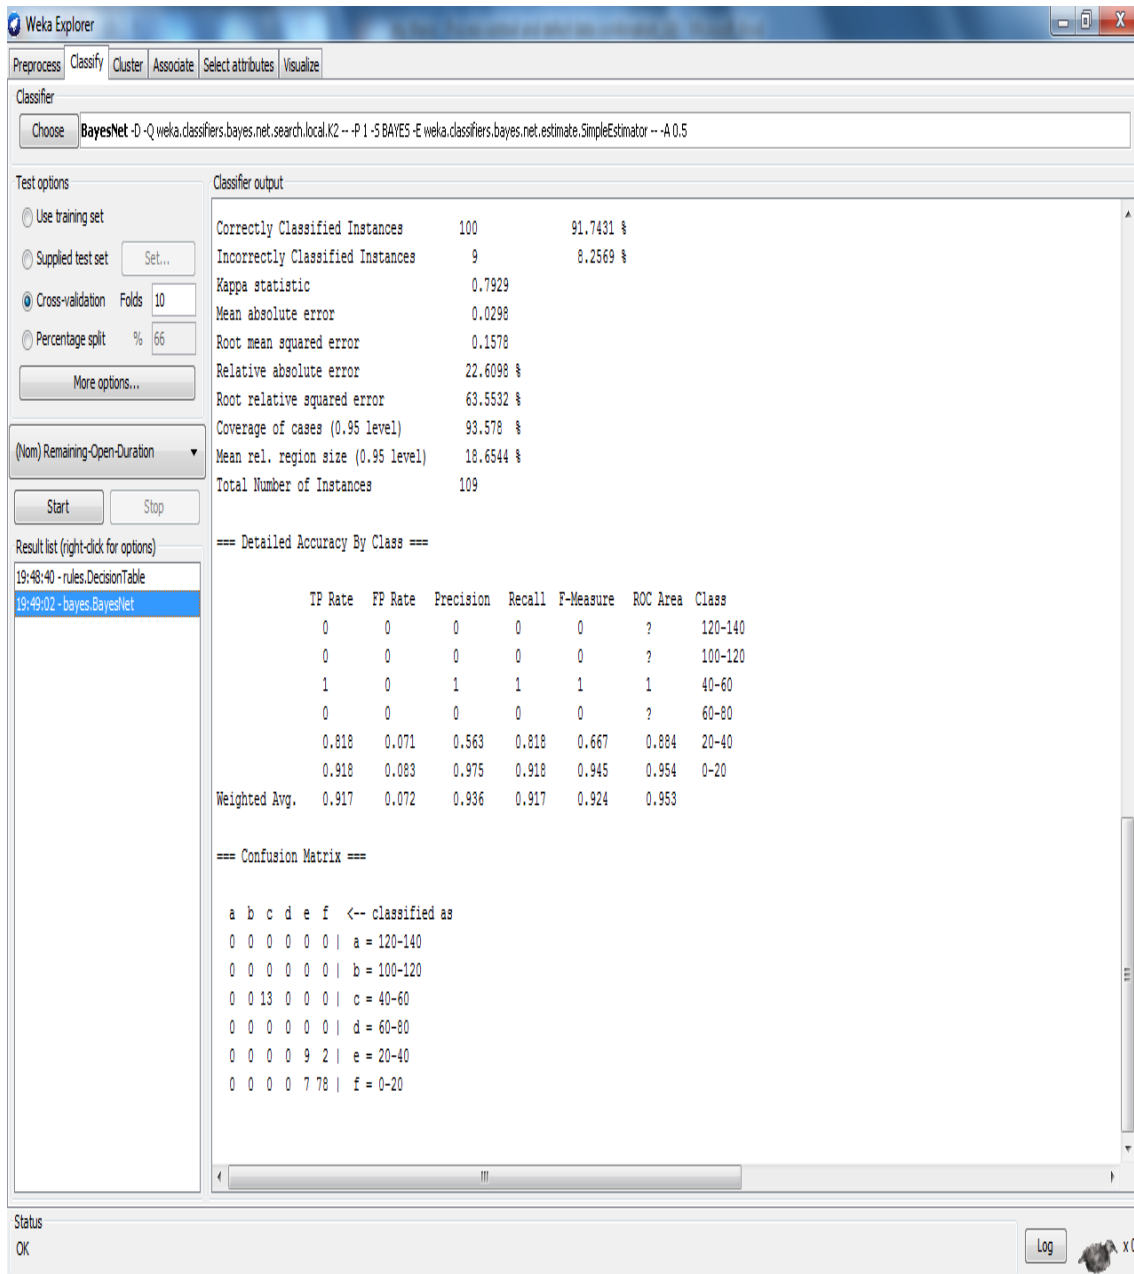 Weka Explorer
Preprocess Classify Cluster Associate Select attributes Visualize
Classifier
Choose BayesNet -D -Q weka.classifiers.bayes.net.search.local.K2 -- -P 1 -S BAYES -E weka.classifiers.bayes.net.estimate.SimpleEstimator -- -A 0.5
Test options
Use training set
Supplied test set Set...
Cross-validation Folds 10
Percentage split % 66
More options...
(Nom) Remaining-Open-Duration
Start Stop
Result list (right-click for options)
19:48:40 - rules.DecisionTable
19:49:02 - bayes.BayesNet
Classifier output
Correctly Classified Instances 100 91.7431 %
Incorrectly Classified Instances 9 8.2569 %
Kappa statistic 0.7929
Mean absolute error 0.0298
Root mean squared error 0.1578
Relative absolute error 22.6098 %
Root relative squared error 63.5532 %
Coverage of cases (0.95 level) 93.578 %
Mean rel. region size (0.95 level) 18.6544 %
Total Number of Instances 109
=== Detailed Accuracy By Class ===
TP Rate FP Rate Precision Recall F-Measure ROC Area Class
0 0 0 0 0 ? 120-140
0 0 0 0 0 ? 100-120
1 0 1 1 1 1 40-60
0 0 0 0 0 ? 60-80
0.818 0.071 0.563 0.818 0.667 0.884 20-40
0.918 0.083 0.975 0.918 0.945 0.954 0-20
Weighted Avg. 0.917 0.072 0.936 0.917 0.924 0.953
=== Confusion Matrix ===
a b c d e f <-- classified as
0 0 0 0 0 0 | a = 120-140
0 0 0 0 0 0 | b = 100-120
0 0 13 0 0 0 | c = 40-60
0 0 0 0 0 0 | d = 60-80
0 0 0 0 9 2 | e = 20-40
0 0 0 0 7 78 | f = 0-20
Status
OK
Log x 0